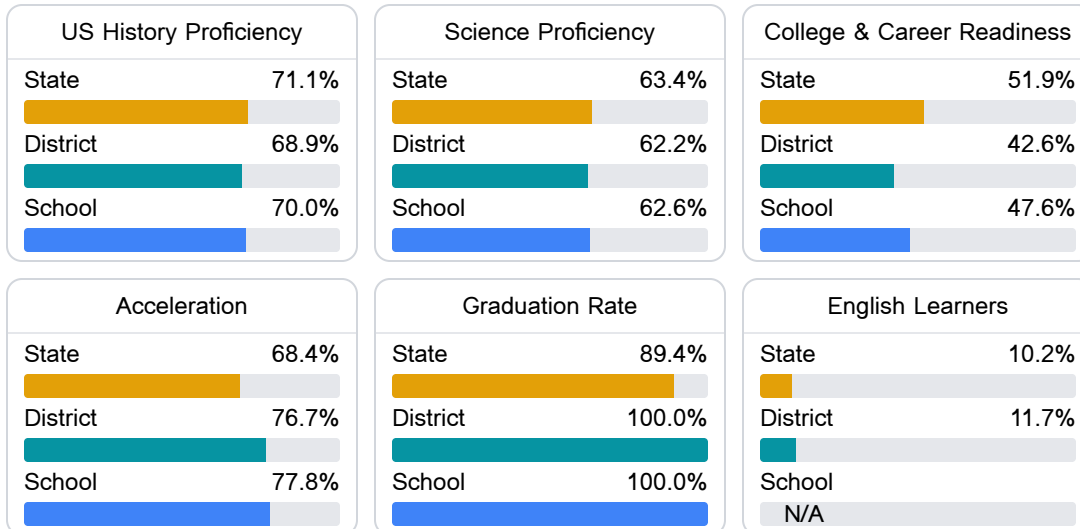 US History Proficiency
State 71.1%
District 68.9%
School 70.0%
Science Proficiency
State 63.4%
District 62.2%
School 62.6%
College & Career Readiness
State 51.9%
District 42.6%
School 47.6%
Acceleration
State 68.4%
District 76.7%
School 77.8%
Graduation Rate
State 89.4%
District 100.0%
School 100.0%
English Learners
State 10.2%
District 11.7%
School
N/A